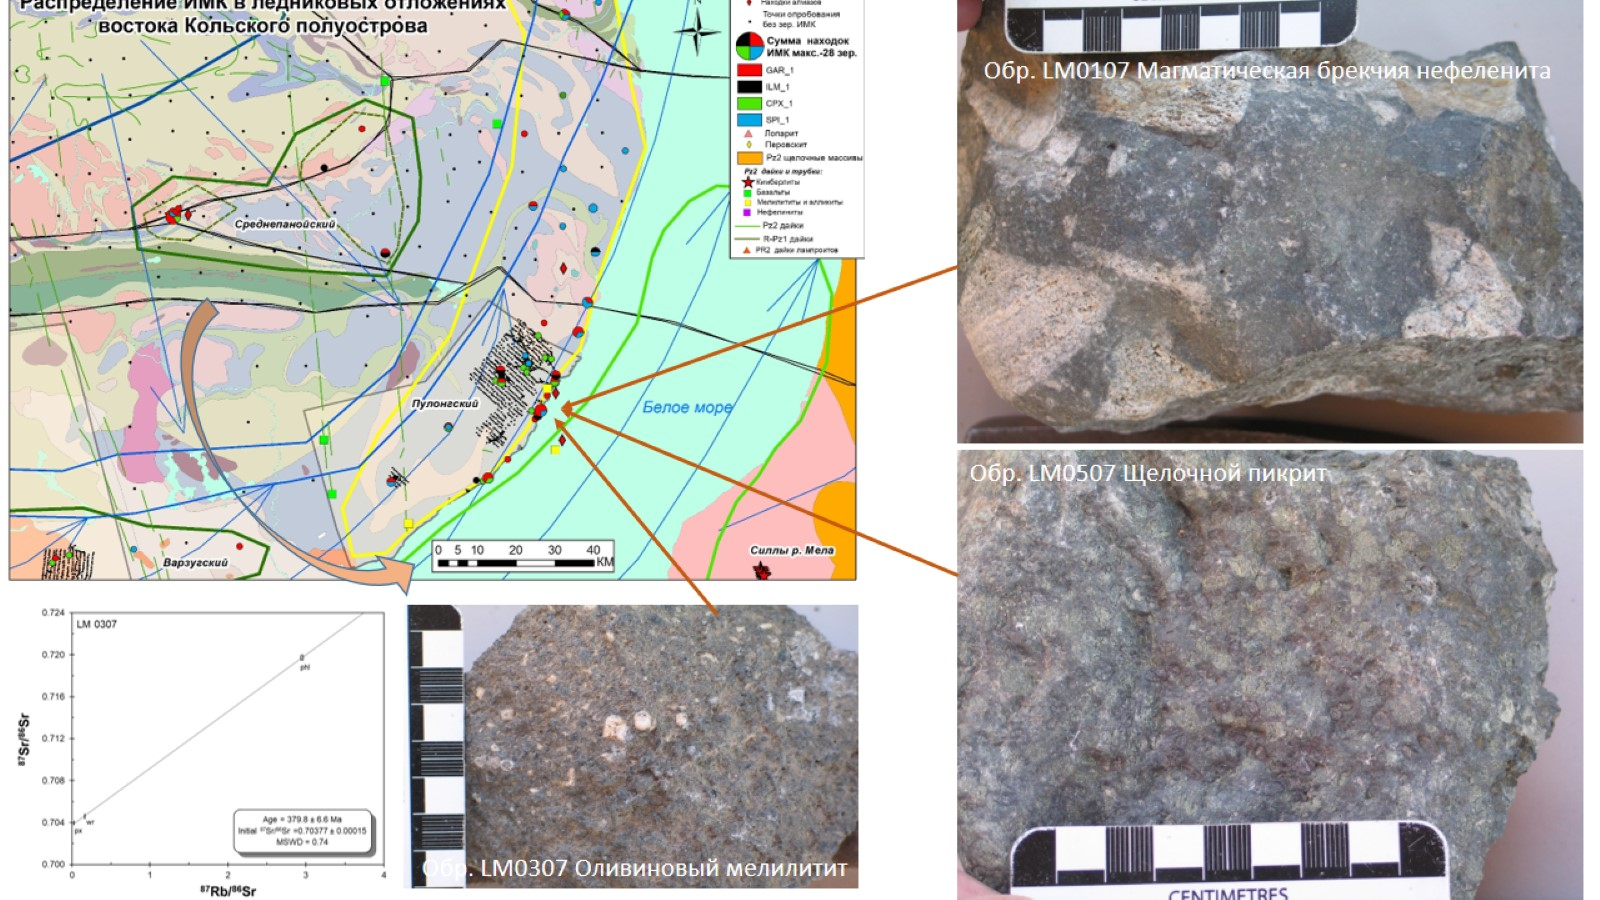 Распределение ИМК в ледниковых отложениях
востока Кольского полуострова
Находки алмазов
Точки опробования
без зер. ИМК
Сумма находок
ИМК макс.-28 зер.
GAR_1
ILM_1
CPX_1
SPI_1
Лопарит
Перовскит
Pz2 щелочные массивы
Pz2 дайки и трубки:
Кимберлиты
Базальты
Мелилититы и
Нефелиниты
Pz2 дайки
R-Pz1 дайки
PR2 дайки лампроитов
Среднепанойский
Пулонгский
Белое море
Варзугский
Силлы р. Мела
0 5 10 20 30 40
КМ
Обр. LM0107 Магматическая брекчия нефеленита
Обр. LM0507 Щелочной пикрит
CENTIMETRES
Обр. LM0307 Оливиновый мелилитит
LM 0307
0.724
0.720
0.716
0.712
0.708
0.704
0.700
87Sr/86Sr
phl
wr
px
Age = 379.8 ± 6.6 Ma
Initial 87Sr/86Sr =0.70377 ± 0.00015
MSWD = 0.74
0 1 2 3 4
87Rb/86Sr